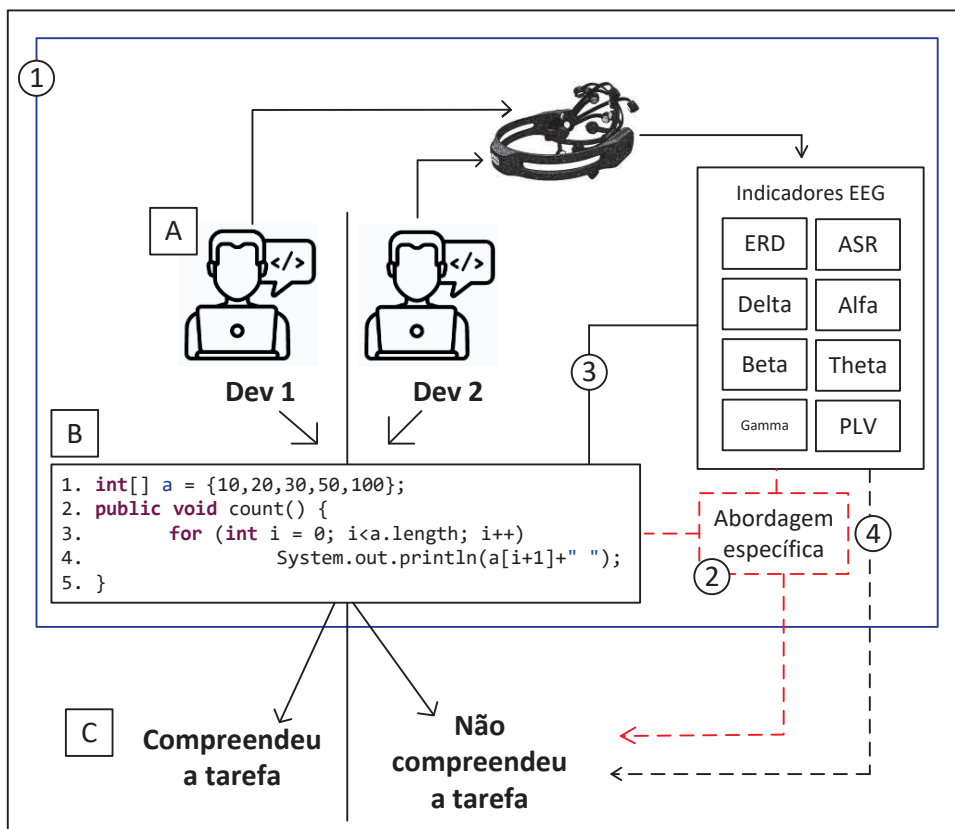 1
A
</>
</>
Dev 1
Dev 2
Indicadores EEG
ERD
ASR
Delta
Alfa
Beta
Theta
Gamma
PLV
3
B
1. int[] a = {10,20,30,50,100};
2. public void count() {
3. for (int i = 0; i<a.length; i++)
4. System.out.println(a[i+1]+" ");
5. }
Abordagem
específica
2
4
C
Compreendeu
a tarefa
Não
compreendeu
a tarefa